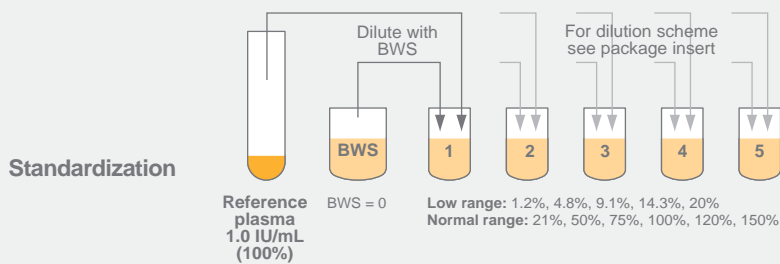 Dilute with
BWS
For dilution scheme
see package insert
BWS
1
2
3
4
5
Standardization
Reference
plasma
1.0 IU/mL
(100%)
BWS = 0
Low range: 1.2%, 4.8%, 9.1%, 14.3%, 20%
Normal range: 21%, 50%, 75%, 100%, 120%, 150%